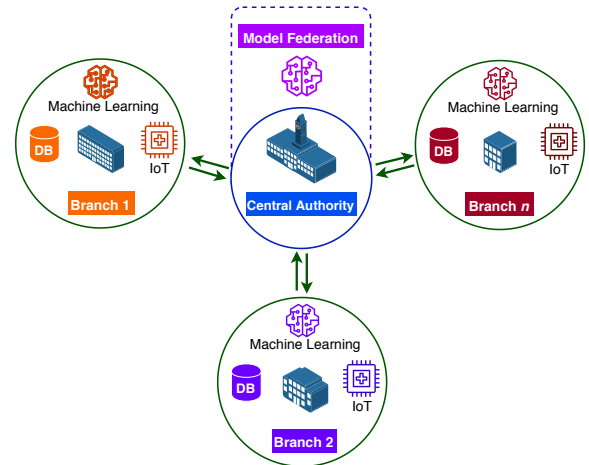 Model Federation
Central Authority
Machine Learning
DB
IoT
Branch 1
Machine Learning
DB
IoT
Branch n
Machine Learning
DB
IoT
Branch 2